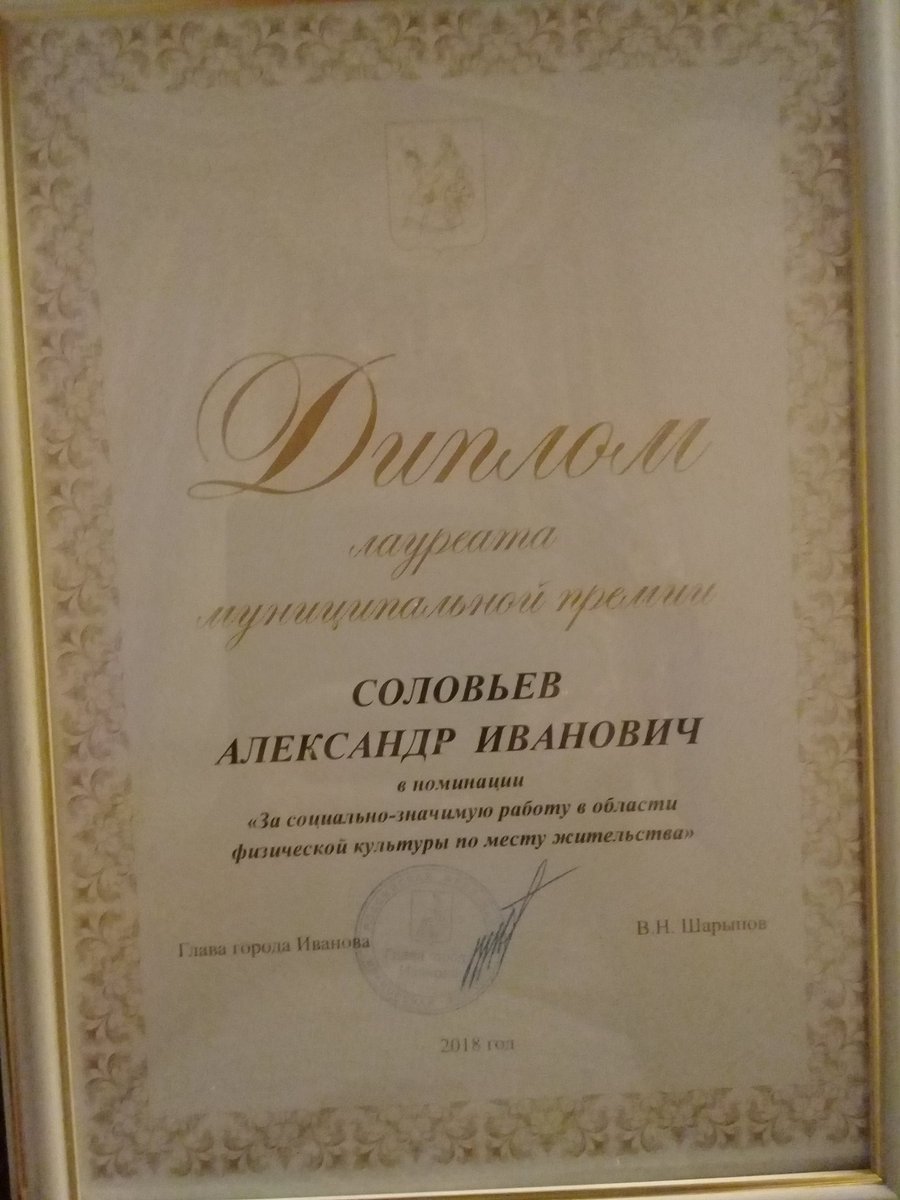 Диплом
лауреата
муниципальной премии
СОЛОВЬЕВ
АЛЕКСАНДР ИВАНОВИЧ
в номинации
«За социально-значимую работу в области
физической культуры по месту жительства»
Глава города Иванова
В.Н. Шарыпов
2018 год